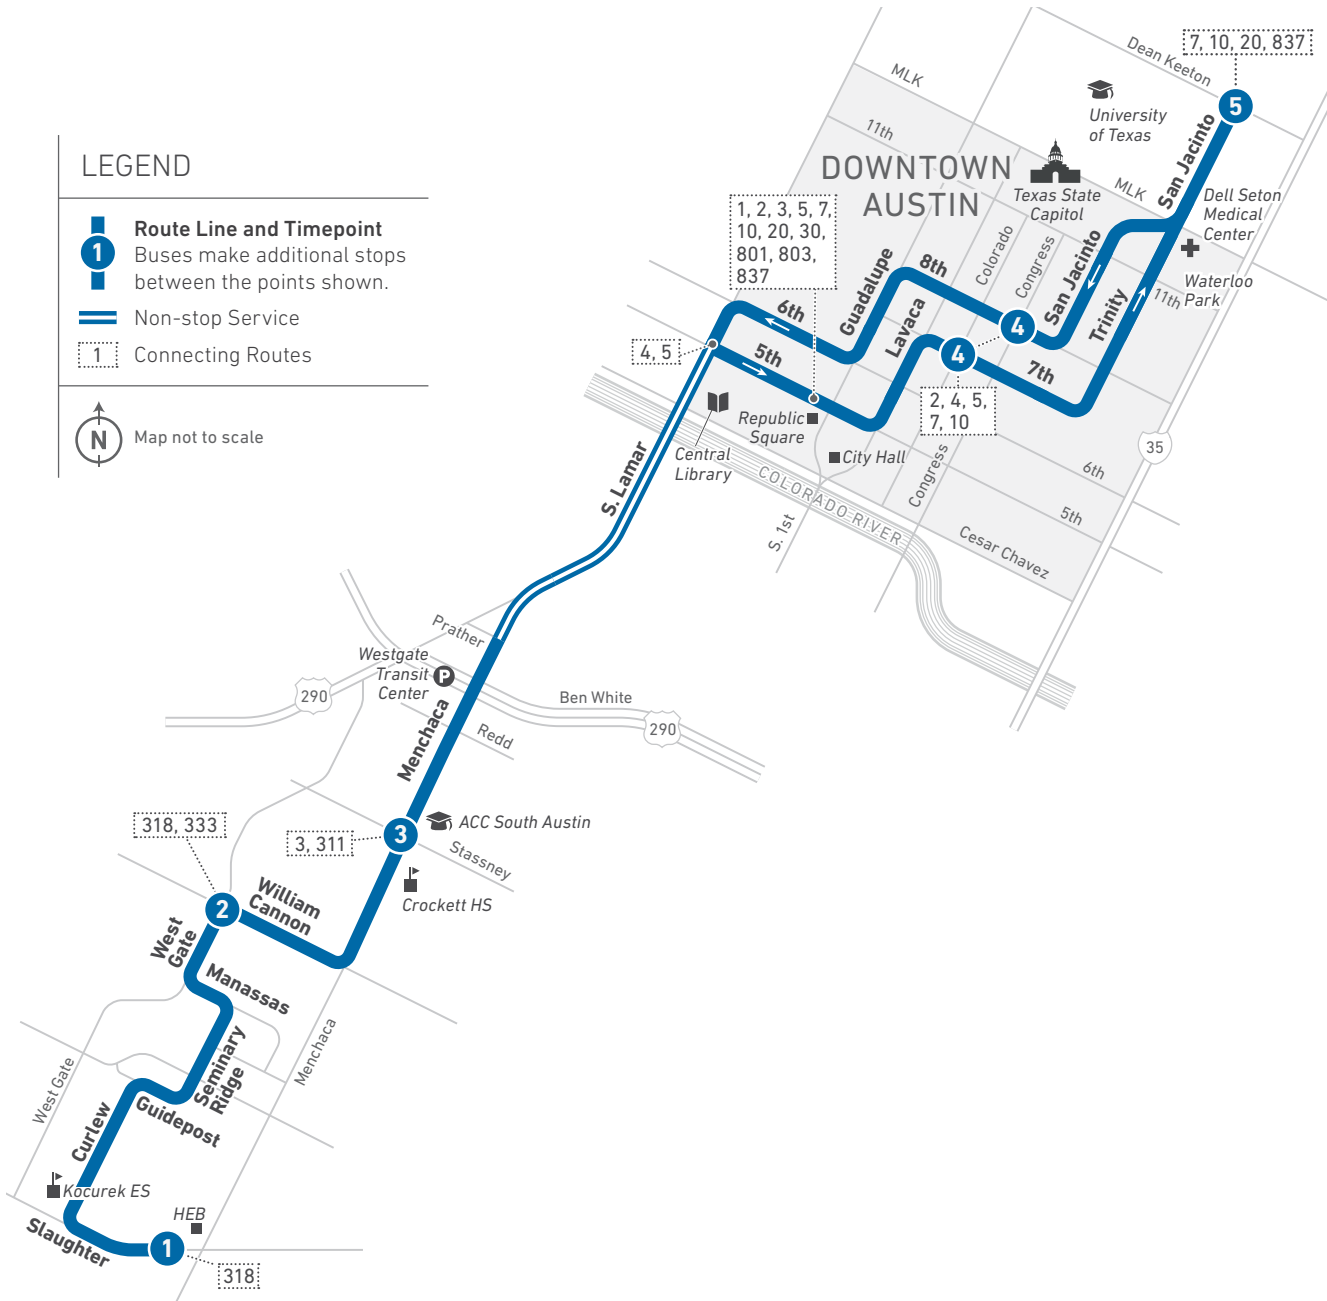 7, 10, 20, 837
Dean Keeton
MLK
5
University
of Texas
11th
San Jacinto
LEGEND
DOWNTOWN
AUSTIN
Texas State
Capitol
MLK
Dell Seton
Medical
Center
1, 2, 3, 5, 7,
10, 20, 30,
801, 803,
837
1
Route Line and Timepoint
Buses make additional stops
between the points shown.
Non-stop Service
1
Connecting Routes
N
Map not to scale
Colorado
Congress
San Jacinto
Guadalupe
8th
Waterloo
Park
11th
Trinity
6th
Lavaca
4
4
4, 5
5th
7th
2, 4, 5,
7, 10
Republic
Square
City Hall
Central
Library
Congress
35
6th
5th
S. Lamar
COLORADO RIVER
S. 1st
Cesar Chavez
Prather
Westgate
Transit
Center
P
290
Ben White
290
Redd
Menchaca
318, 333
3, 311
3
ACC South Austin
Stassney
Crockett HS
2
William
Cannon
West
Gate
Manassas
Seminary
Ridge
Menchaca
West Gate
Curlew
Guidepost
Kocurek ES
HEB
Slaughter
1
318